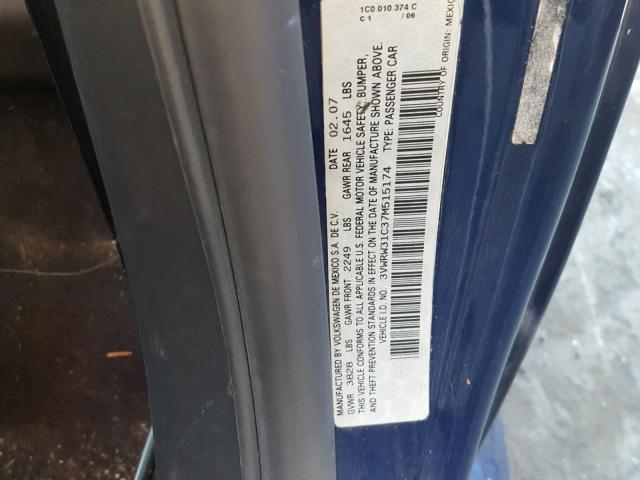 MANUFACTURED BY VOLKSWAGEN DE MEXICO S.A. DE C.V. DATE 02.07
GVWR 3828 LBS GAWR FRONT 2249 LBS GAWR REAR 1645 LBS
THIS VEHICLE CONFORMS TO ALL APPLICABLE U.S. FEDERAL MOTOR VEHICLE SAFETY, BUMPER,
AND THEFT PREVENTION STANDARDS IN EFFECT ON THE DATE OF MANUFACTURE SHOWN ABOVE.
VEHICLE I.D. NO. 3VWRW31C37M515174 TYPE: PASSENGER CAR
COUNTRY OF ORIGIN: MEXICO
1C0 010 374 C
C 1 / 06